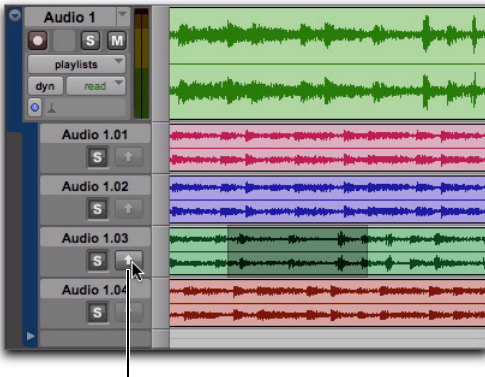 Audio 1
S M
playlists
dyn read
Audio 1.01
S
Audio 1.02
S
Audio 1.03
S
Audio 1.04
S